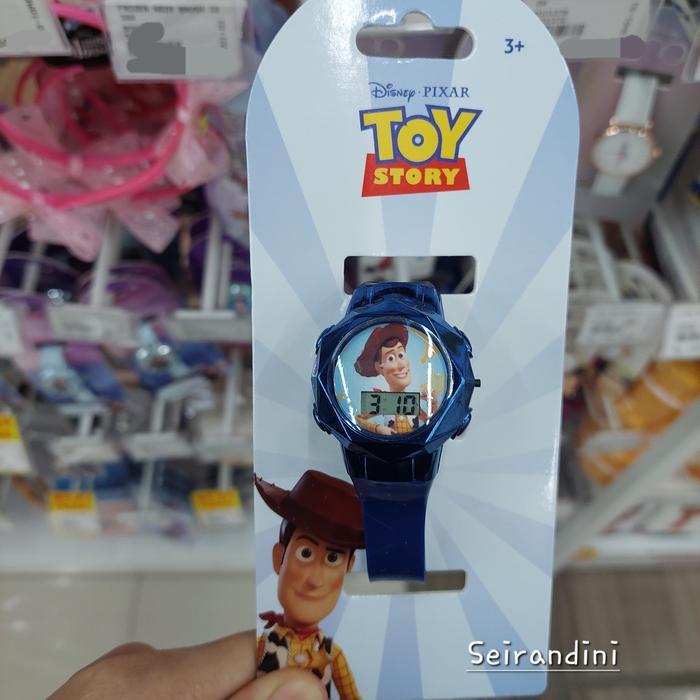 3+
Disney · PIXAR
TOY
STORY
3 10
Seirandini